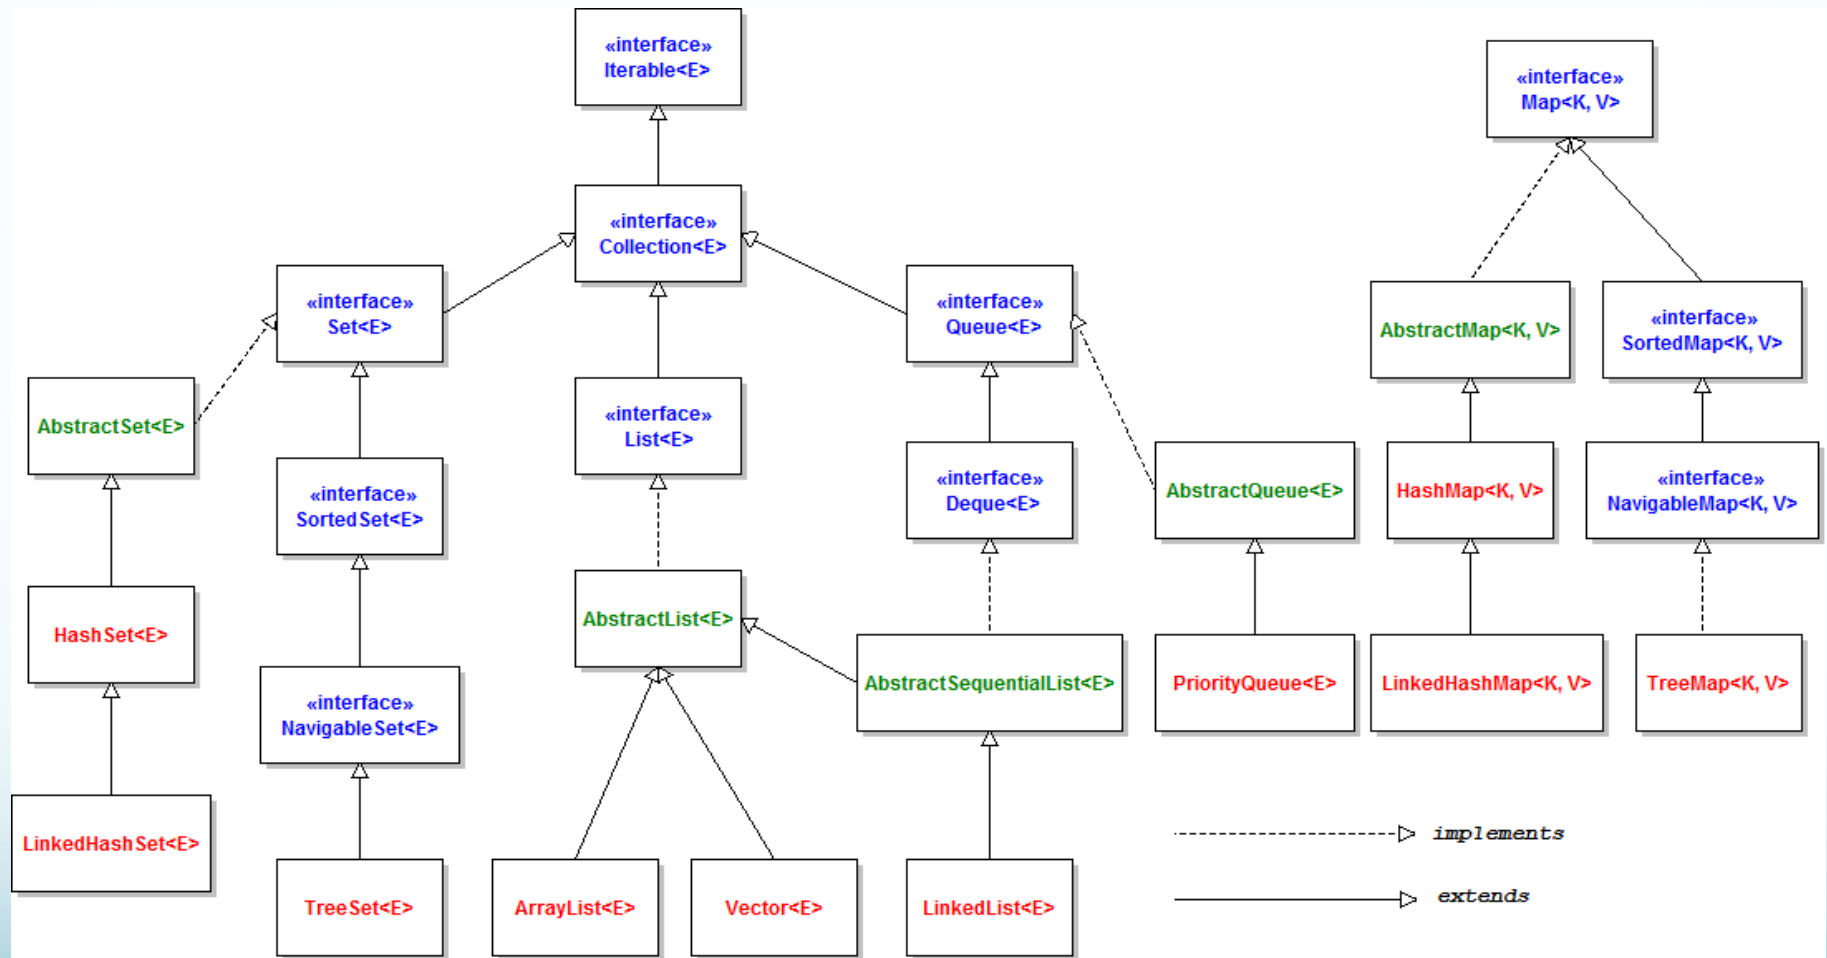 «interface»
Iterable<E>
«interface»
Map<K, V>
«interface»
Collection<E>
«interface»
Set<E>
«interface»
Queue<E>
AbstractMap<K, V>
«interface»
SortedMap<K, V>
AbstractSet<E>
«interface»
List<E>
«interface»
SortedSet<E>
«interface»
Deque<E>
AbstractQueue<E>
HashMap<K, V>
«interface»
NavigableMap<K, V>
HashSet<E>
AbstractList<E>
«interface»
NavigableSet<E>
AbstractSequentialList<E>
PriorityQueue<E>
LinkedHashMap<K, V>
TreeMap<K, V>
LinkedHashSet<E>
implements
TreeSet<E>
ArrayList<E>
Vector<E>
LinkedList<E>
extends